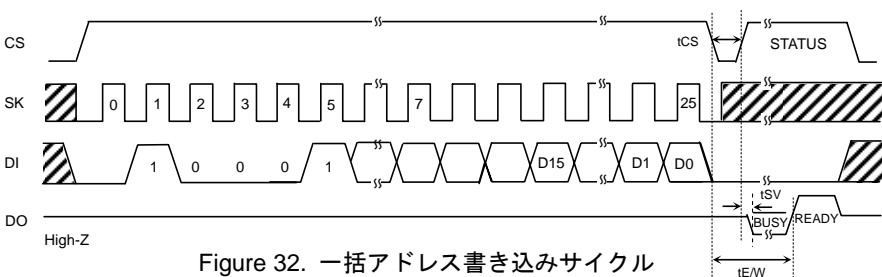 CS tCS STATUS
SK 0 1 2 3 4 5 7 25
DI 1 0 0 0 1 D15 D1 D0
tSV
DO BUSY READY
High-Z
Figure 32. 一括アドレス書き込みサイクル
tE/W